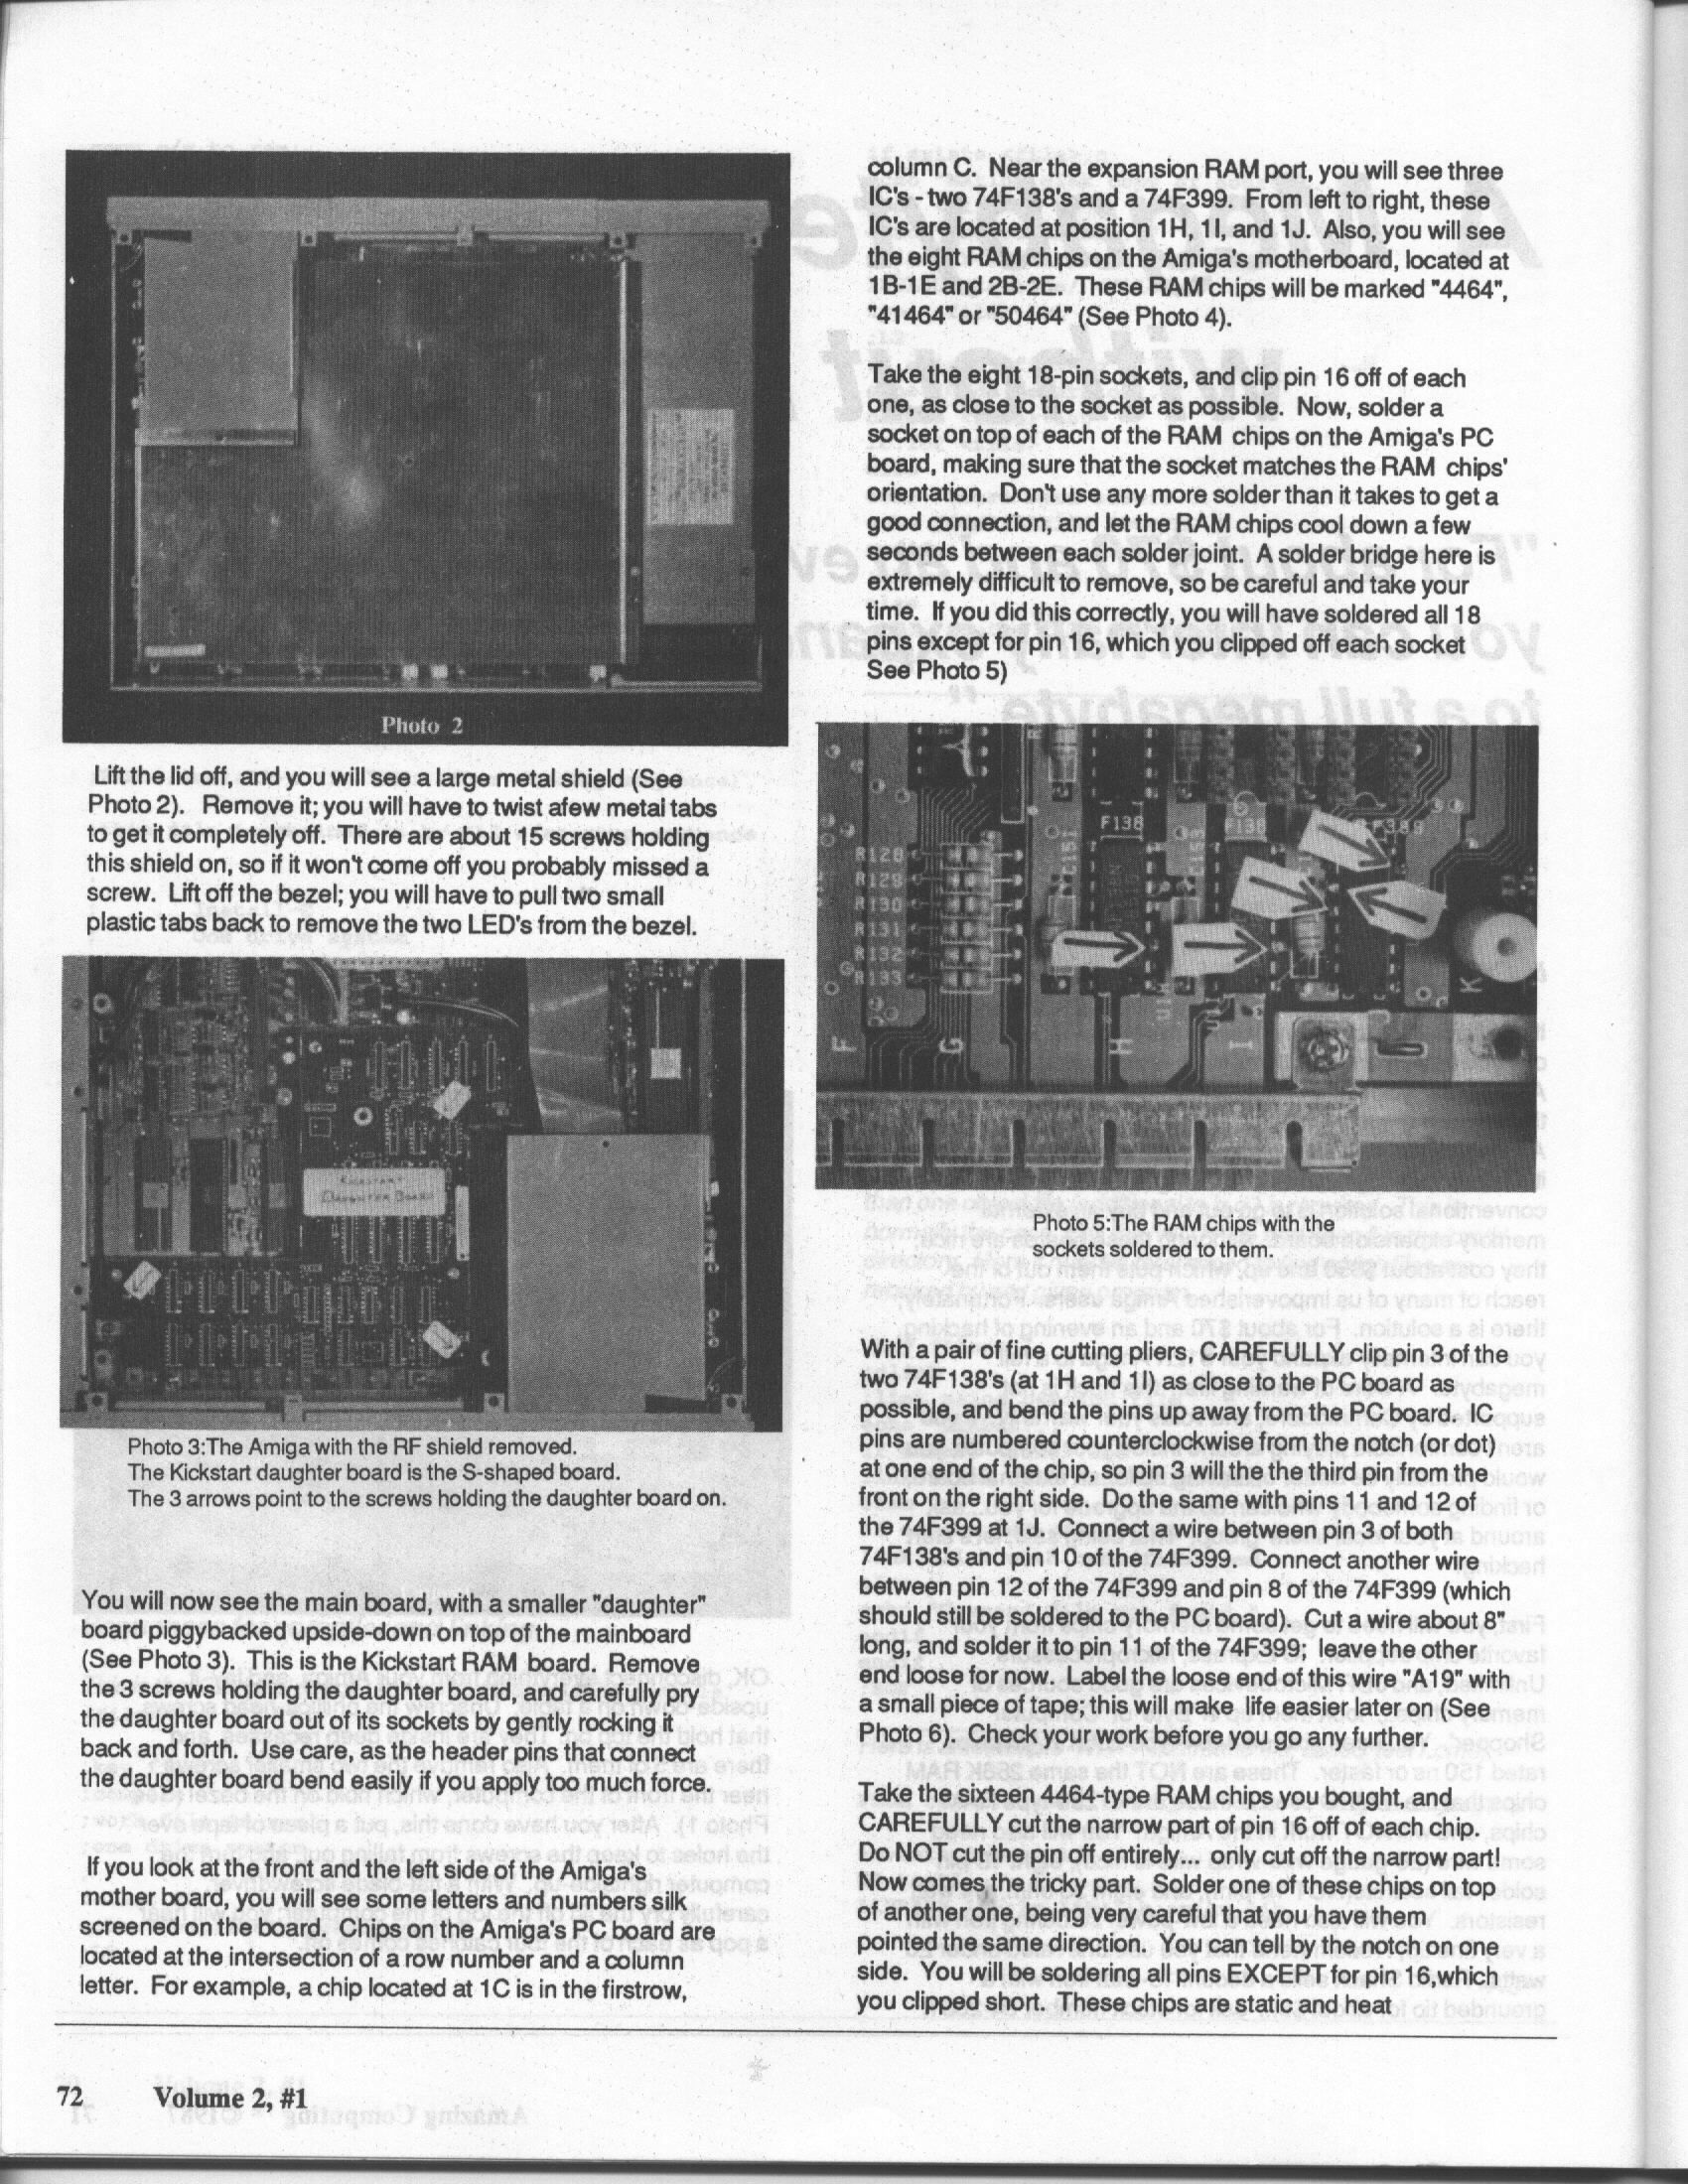 Photo 2
Lift the lid off, and you will see a large metal shield (See
Photo 2). Remove it; you will have to twist afew metal tabs
to get it completely off. There are about 15 screws holding
this shield on, so if it won't come off you probably missed a
screw. Lift off the bezel; you will have to pull two small
plastic tabs back to remove the two LED's from the bezel.
KICKSTART
DAUGHTER BOARD
Photo 3:The Amiga with the RF shield removed.
The Kickstart daughter board is the S-shaped board.
The 3 arrows point to the screws holding the daughter board on.
You will now see the main board, with a smaller "daughter"
board piggybacked upside-down on top of the mainboard
(See Photo 3). This is the Kickstart RAM board. Remove
the 3 screws holding the daughter board, and carefully pry
the daughter board out of its sockets by gently rocking it
back and forth. Use care, as the header pins that connect
the daughter board bend easily if you apply too much force.
If you look at the front and the left side of the Amiga's
mother board, you will see some letters and numbers silk
screened on the board. Chips on the Amiga's PC board are
located at the intersection of a row number and a column
letter. For example, a chip located at 1C is in the firstrow,
column C. Near the expansion RAM port, you will see three
IC's - two 74F138's and a 74F399. From left to right, these
IC's are located at position 1H, 1I, and 1J. Also, you will see
the eight RAM chips on the Amiga's motherboard, located at
1B-1E and 2B-2E. These RAM chips will be marked "4464",
"41464" or "50464" (See Photo 4).
Take the eight 18-pin sockets, and clip pin 16 off of each
one, as close to the socket as possible. Now, solder a
socket on top of each of the RAM chips on the Amiga's PC
board, making sure that the socket matches the RAM chips'
orientation. Don't use any more solder than it takes to get a
good connection, and let the RAM chips cool down a few
seconds between each solder joint. A solder bridge here is
extremely difficult to remove, so be careful and take your
time. If you did this correctly, you will have soldered all 18
pins except for pin 16, which you clipped off each socket
See Photo 5)
F138
F138
F399
C151
C153
R128
R129
R130
R131
R132
R133
F
G
H
I
K
Photo 5:The RAM chips with the
sockets soldered to them.
With a pair of fine cutting pliers, CAREFULLY clip pin 3 of the
two 74F138's (at 1H and 1I) as close to the PC board as
possible, and bend the pins up away from the PC board. IC
pins are numbered counterclockwise from the notch (or dot)
at one end of the chip, so pin 3 will the the third pin from the
front on the right side. Do the same with pins 11 and 12 of
the 74F399 at 1J. Connect a wire between pin 3 of both
74F138's and pin 10 of the 74F399. Connect another wire
between pin 12 of the 74F399 and pin 8 of the 74F399 (which
should still be soldered to the PC board). Cut a wire about 8"
long, and solder it to pin 11 of the 74F399; leave the other
end loose for now. Label the loose end of this wire "A19" with
a small piece of tape; this will make life easier later on (See
Photo 6). Check your work before you go any further.
Take the sixteen 4464-type RAM chips you bought, and
CAREFULLY cut the narrow part of pin 16 off of each chip.
Do NOT cut the pin off entirely... only cut off the narrow part!
Now comes the tricky part. Solder one of these chips on top
of another one, being very careful that you have them
pointed the same direction. You can tell by the notch on one
side. You will be soldering all pins EXCEPT for pin 16,which
you clipped short. These chips are static and heat
72 Volume 2, #1